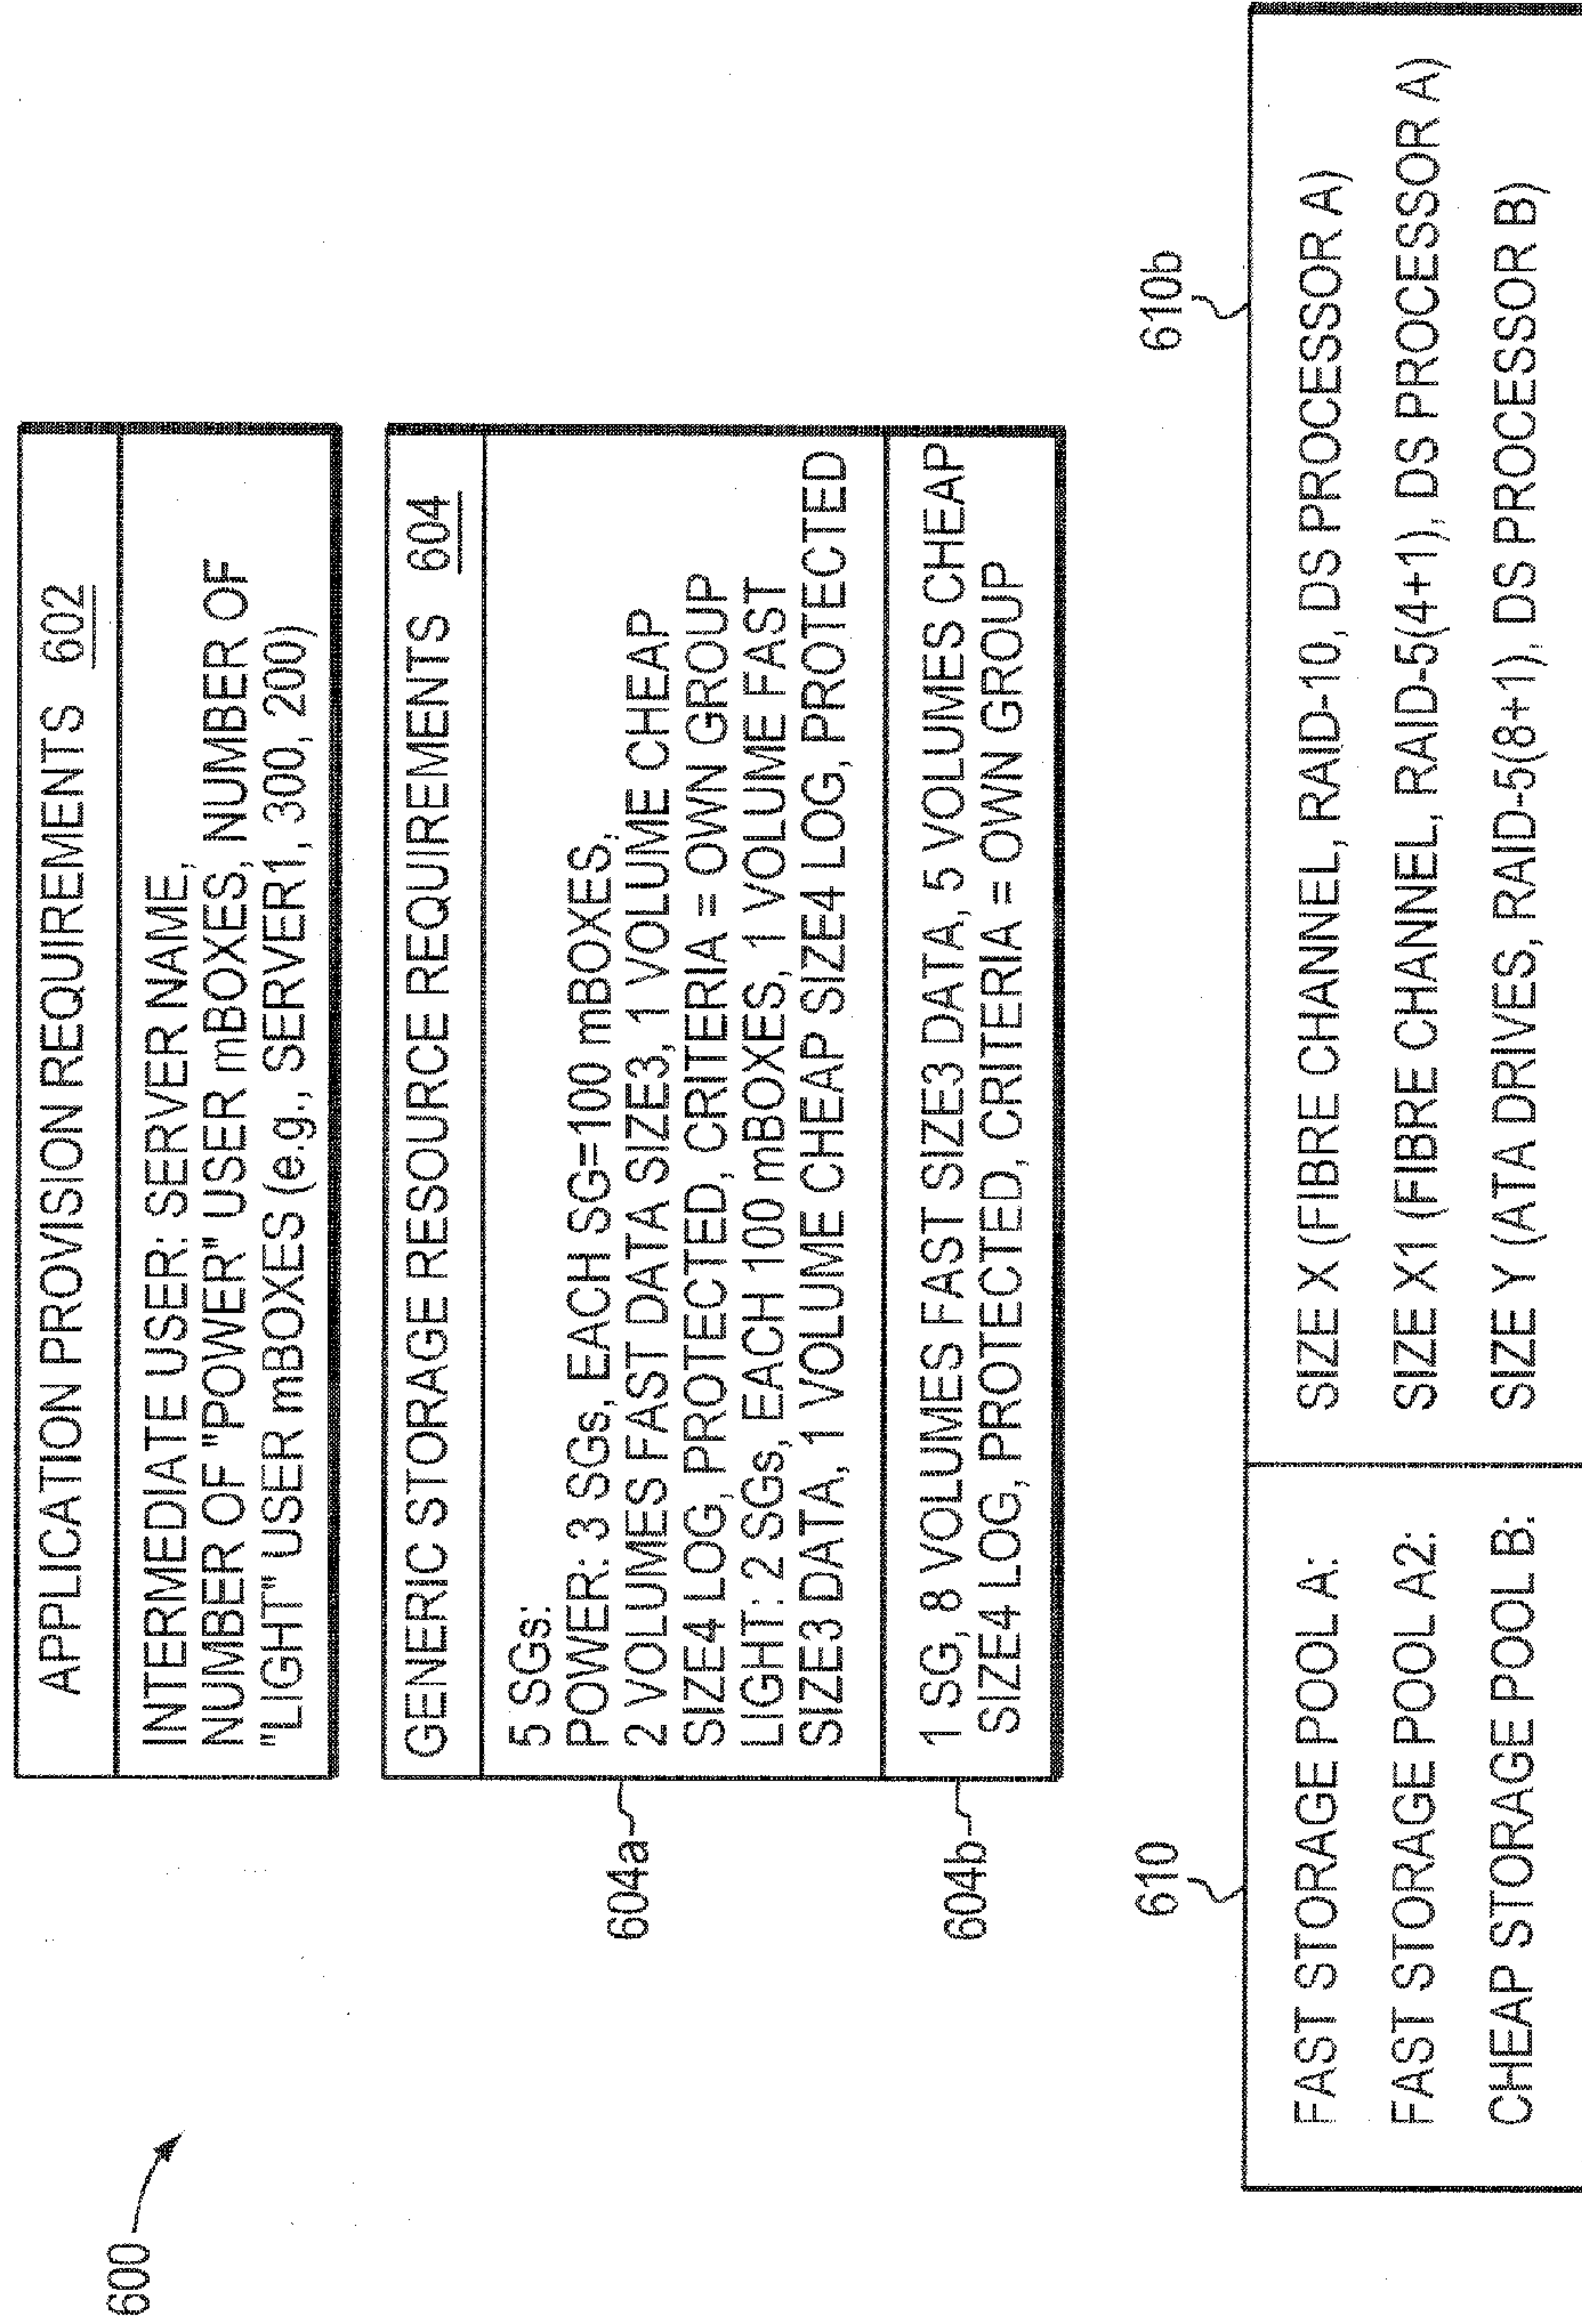 600
APPLICATION PROVISION REQUIREMENTS 602
INTERMEDIATE USER: SERVER NAME,
NUMBER OF "POWER" USER mBOXES, NUMBER OF
"LIGHT" USER mBOXES (e.g., SERVER1, 300, 200)
GENERIC STORAGE RESOURCE REQUIREMENTS 604
604a
5 SGs:
POWER: 3 SGs, EACH SG=100 mBOXES,
2 VOLUMES FAST DATA SIZE3, 1 VOLUME CHEAP
SIZE4 LOG, PROTECTED, CRITERIA = OWN GROUP
LIGHT: 2 SGs, EACH 100 mBOXES, 1 VOLUME FAST
SIZE3 DATA, 1 VOLUME CHEAP SIZE4 LOG, PROTECTED
604b
1 SG, 8 VOLUMES FAST SIZE3 DATA, 5 VOLUMES CHEAP
SIZE4 LOG, PROTECTED, CRITERIA = OWN GROUP
610
610b
FAST STORAGE POOL A: SIZE X (FIBRE CHANNEL, RAID-10, DS PROCESSOR A)
FAST STORAGE POOL A2: SIZE X1 (FIBRE CHANNEL, RAID-5(4+1), DS PROCESSOR A)
CHEAP STORAGE POOL B: SIZE Y (ATA DRIVES, RAID-5(8+1), DS PROCESSOR B)